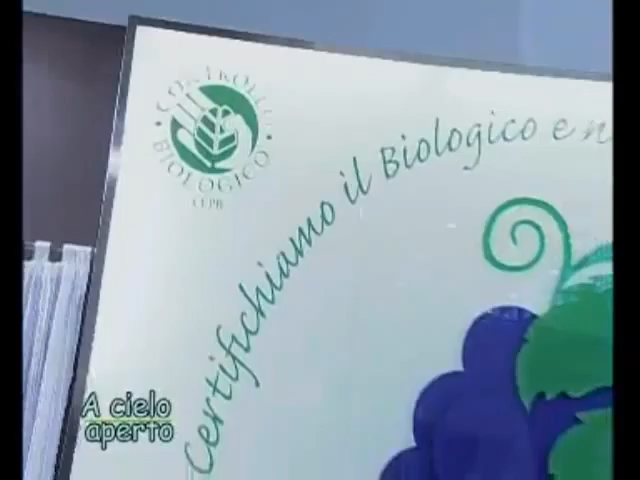 CONTROLLO
BIOLOGICO
Certifichiamo il Biologico e n
A cielo
aperto